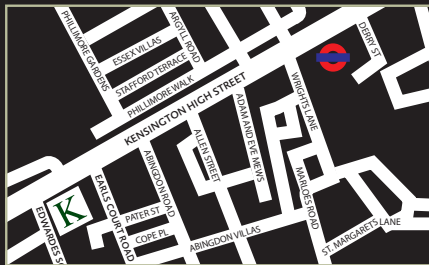 PHILLIMORE GARDENS
ARGYLL ROAD
ESSEX VILLAS
STAFFORD TERRACE
PHILLIMORE WALK
DERRY ST
KENSINGTON HIGH STREET
WRIGHTS LANE
ADAM AND EVE MEWS
ALLEN STREET
ABINGDON ROAD
EARLS COURT ROAD
K
EDWARDES
PATER ST
COPE PL
ABINGDON VILLAS
MARLOES ROAD
ST. MARGARETS LANE